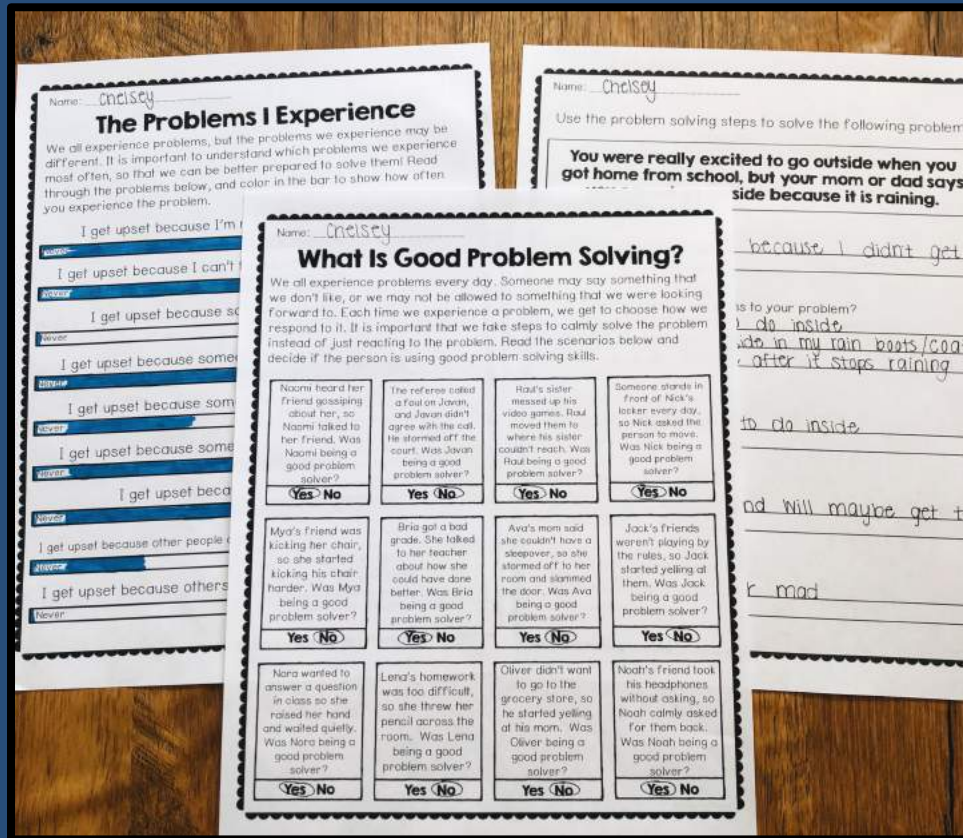 Name: Chelsey
The Problems I Experience
We all experience problems, but the problems we experience may be
different. It is important to understand which problems we experience
most often, so that we can be better prepared to solve them! Read
through the problems below, and color in the bar to show how often
you experience the problem.
I get upset because I'm
Never
I get upset because I can't
Never
I get upset because
Never
I get upset because
Never
I get upset because
Never
I get upset because some
Never
I get upset
Never
I get upset because other people
Never
I get upset because others
Never
Name: Chelsey
Use the problem solving steps to solve the following problem
You were really excited to go outside when you
got home from school, but your mom or dad says
side because it is raining.
because I didn't get
s to your problem?
do inside
in my rain boots/coa
after it stops raining
to do inside
will maybe get t
mad
Name: Chelsey
What Is Good Problem Solving?
We all experience problems every day. Someone may say something that
we don't like, or we may not be allowed to something that we were looking
forward to. Each time we experience a problem, we get to choose how we
respond to it. It is important that we take steps to calmly solve the problem
instead of just reacting to the problem. Read the scenarios below and
decide if the person is using good problem solving skills.
Naomi heard her
friend gossiping
about her, so
Naomi talked to
her friend. Was
Naomi being a
good problem
solver?
Yes No
The referee called
a foul on Javan,
and Javan didn't
agree with the call.
He stormed off the
court. Was Javan
being a good
problem solver?
Yes No
Raul's sister
messed up his
video games. Raul
moved them to
where his sister
couldn't reach. Was
Raul being a good
problem solver?
Yes No
Someone stands in
front of Nick's
locker every day,
so Nick asked the
person to move.
Was Nick being a
good problem
solver?
Yes No
Mya's friend was
kicking her chair,
so she started
kicking his chair
harder. Was Mya
being a good
problem solver?
Yes No
Bria got a bad
grade. She talked
to her teacher
about how she
could have done
better. Was Bria
being a good
problem solver?
Yes No
Ava's mom said
she couldn't have a
sleepover, so she
stormed off to her
room and slammed
the door. Was Ava
being a good
problem solver?
Yes No
Jack's friends
weren't playing by
the rules, so Jack
started yelling at
them. Was Jack
being a good
problem solver?
Yes No
Nora wanted to
answer a question
in class so she
raised her hand
and waited quietly.
Was Nora being a
good problem
solver?
Yes No
Lena's homework
was too difficult,
so she threw her
pencil across the
room. Was Lena
being a good
problem solver?
Yes No
Oliver didn't want
to go to the
grocery store, so
he started yelling
at his mom. Was
Oliver being a
good problem
solver?
Yes No
Noah's friend took
his headphones
without asking, so
Noah calmly asked
for them back.
Was Noah being a
good problem
solver?
Yes No